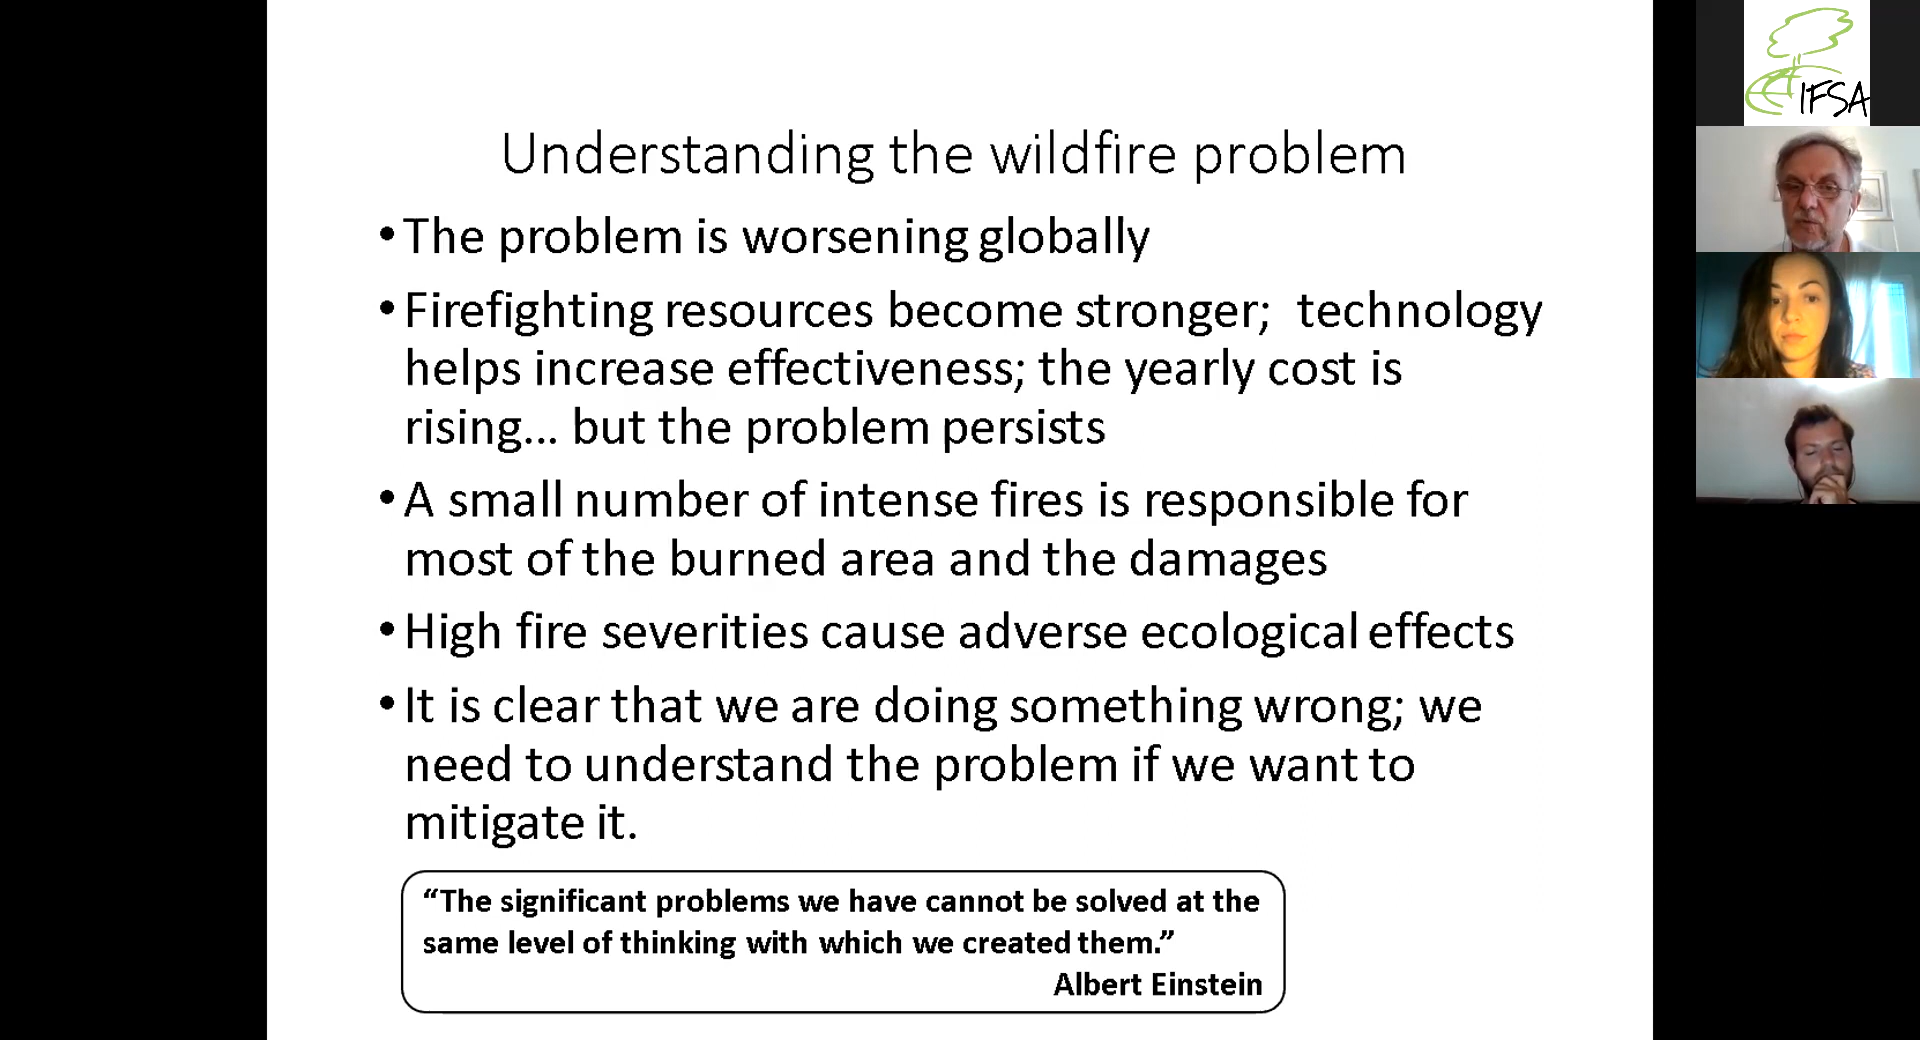 Understanding the wildfire problem
•The problem is worsening globally
•Firefighting resources become stronger;  technology
helps increase effectiveness; the yearly cost is
rising... but the problem persists
•A small number of intense fires is responsible for
most of the burned area and the damages
•High fire severities cause adverse ecological effects
•It is clear that we are doing something wrong; we
need to understand the problem if we want to
mitigate it.
“The significant problems we have cannot be solved at the
same level of thinking with which we created them.”
Albert Einstein
IFSA